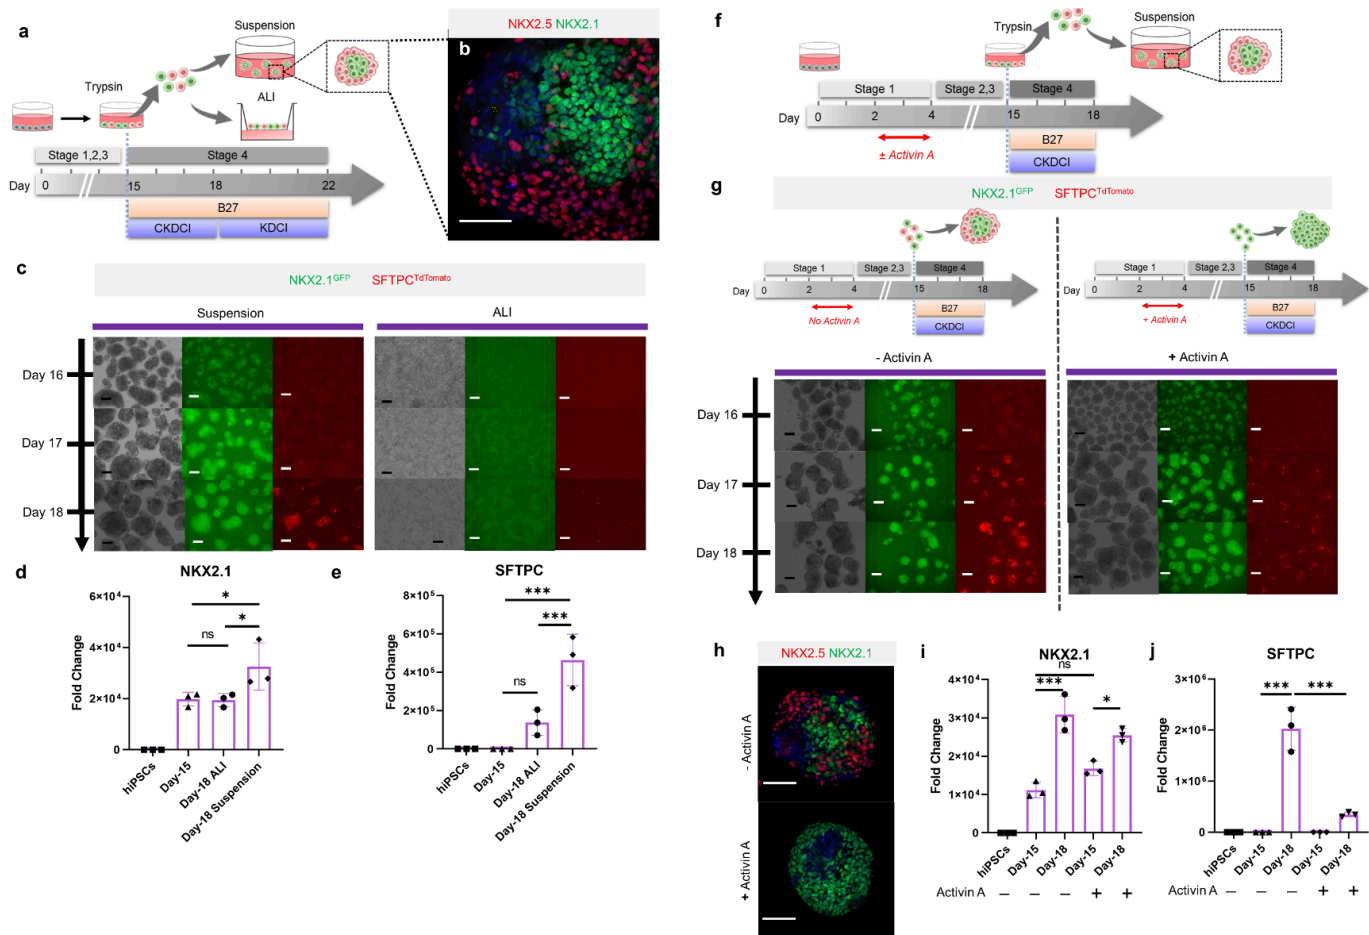 a
Suspension
Trypsin
ALI
Stage 1,2,3
Stage 4
Day
0
15
18
22
B27
CKDCI
KDCI
NKX2.5 NKX2.1
b
c
NKX2.1GFP SFTPCTdTomato
Suspension
ALI
Day 16
Day 17
Day 18
d
NKX2.1
Fold Change
6×10⁴
4×10⁴
2×10⁴
0
*
*
ns
hiPSCs
Day-15
Day-18 ALI
Day-18 Suspension
e
SFTPC
Fold Change
8×10⁵
6×10⁵
4×10⁵
2×10⁵
0
***
***
ns
hiPSCs
Day-15
Day-18 ALI
Day-18 Suspension
f
Trypsin
Suspension
Stage 1
Stage 2,3
Stage 4
Day
0
2
4
15
18
± Activin A
B27
CKDCI
g
NKX2.1GFP SFTPCTdTomato
Stage 1
Stage 2,3
Stage 4
Day
0
2
4
15
18
No Activin A
B27
CKDCI
Stage 1
Stage 2,3
Stage 4
Day
0
2
4
15
18
+ Activin A
B27
CKDCI
- Activin A
+ Activin A
Day 16
Day 17
Day 18
h
NKX2.5 NKX2.1
- Activin A
+ Activin A
i
NKX2.1
Fold Change
4×10⁴
3×10⁴
2×10⁴
1×10⁴
0
ns
***
*
hiPSCs
Day-15
Day-18
Day-15
Day-18
Activin A – – – + +
j
SFTPC
Fold Change
3×10⁶
2×10⁶
1×10⁶
0
***
***
hiPSCs
Day-15
Day-18
Day-15
Day-18
Activin A – – – + +